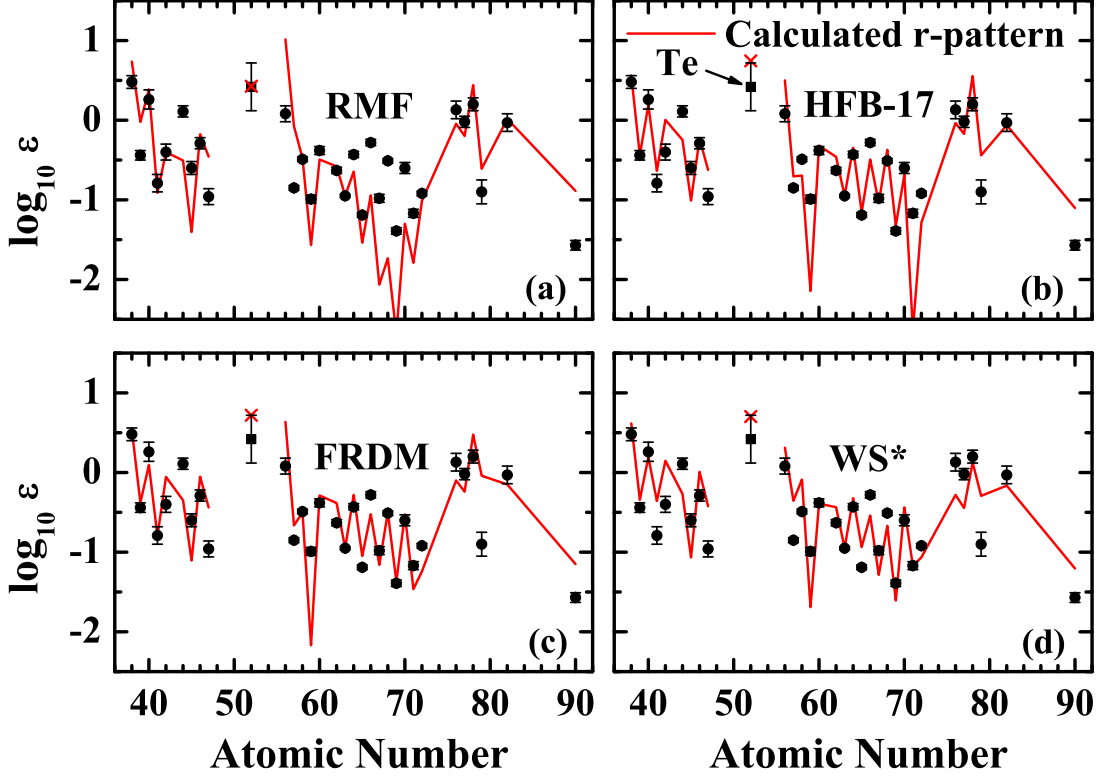 1
0
-1
-2
log10 ε
RMF
(a)
Calculated r-pattern
Te
HFB-17
(b)
1
0
-1
-2
log10 ε
FRDM
(c)
WS*
(d)
40 50 60 70 80 90
40 50 60 70 80 90
Atomic Number
Atomic Number